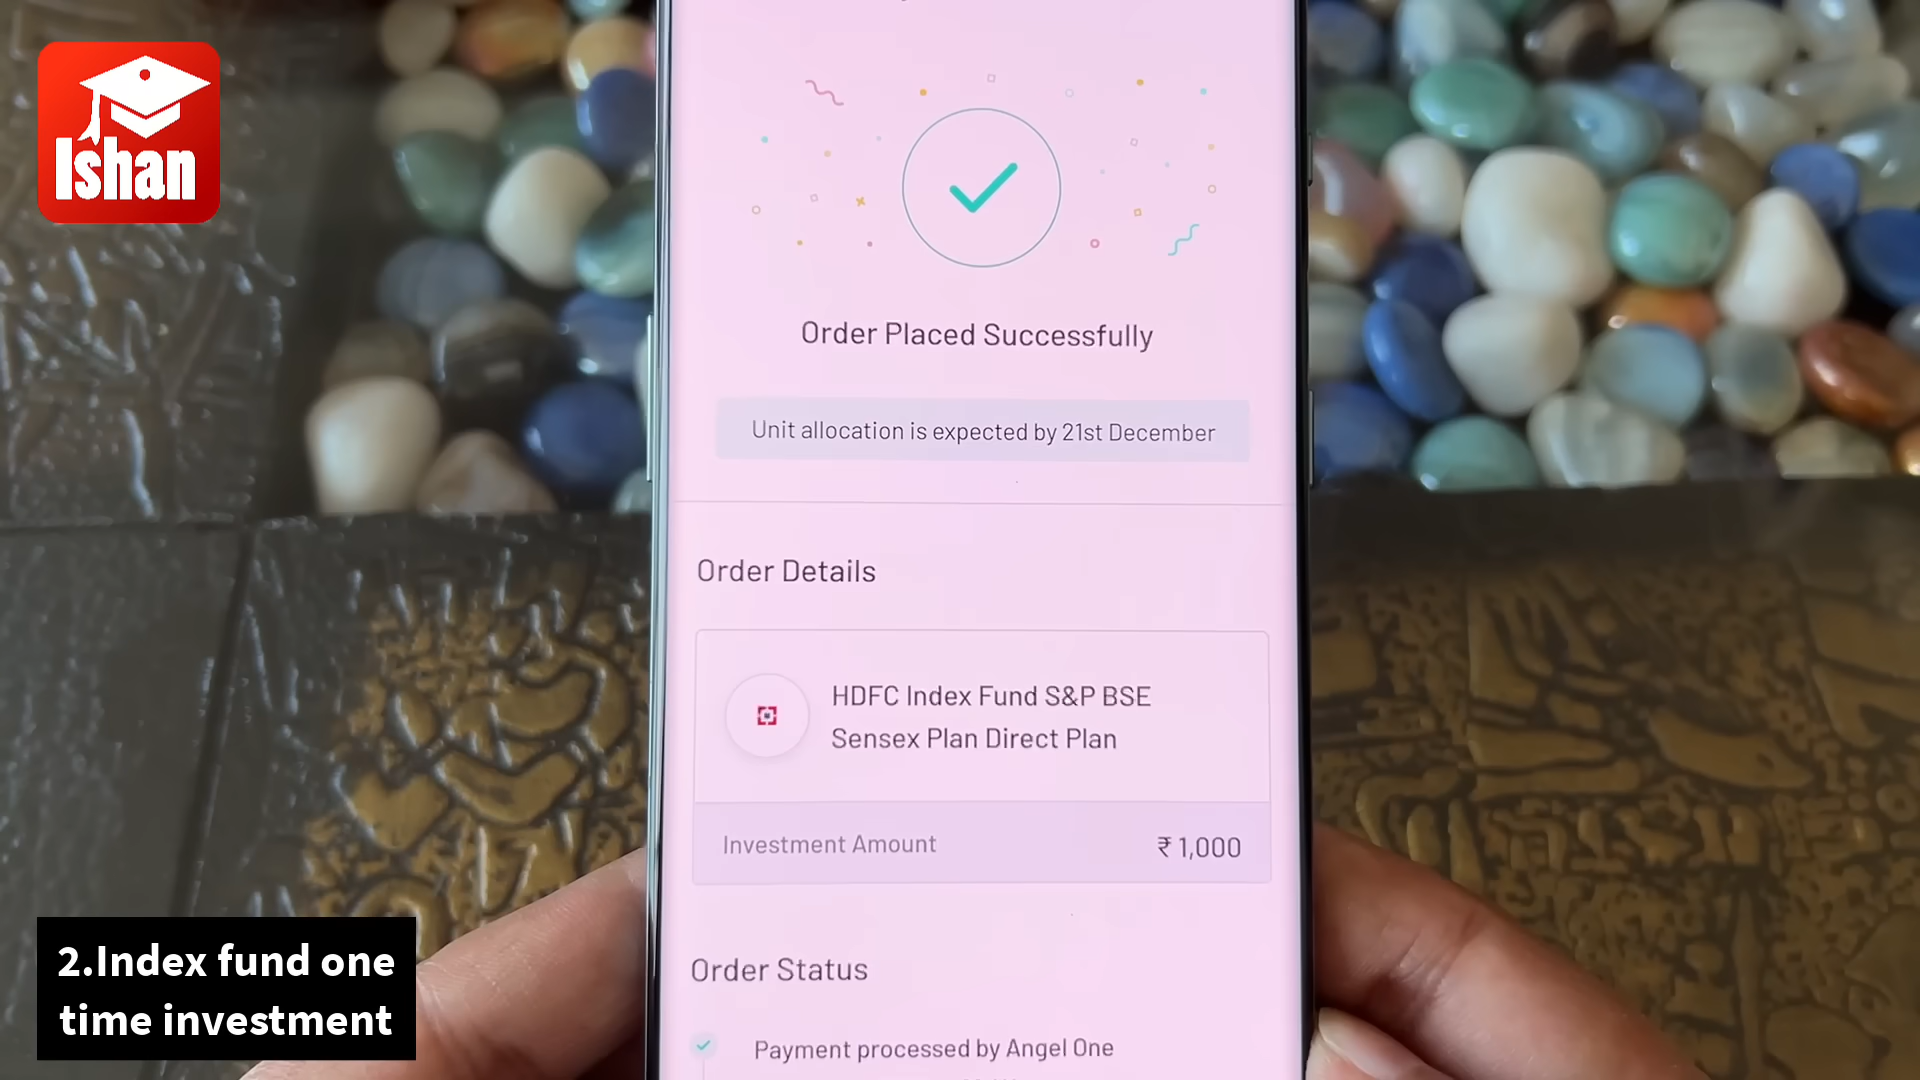 Ishan
Order Placed Successfully
Unit allocation is expected by 21st December
Order Details
HDFC Index Fund S&P BSE
Sensex Plan Direct Plan
Investment Amount
₹ 1,000
Order Status
Payment processed by Angel One
2.Index fund one
time investment